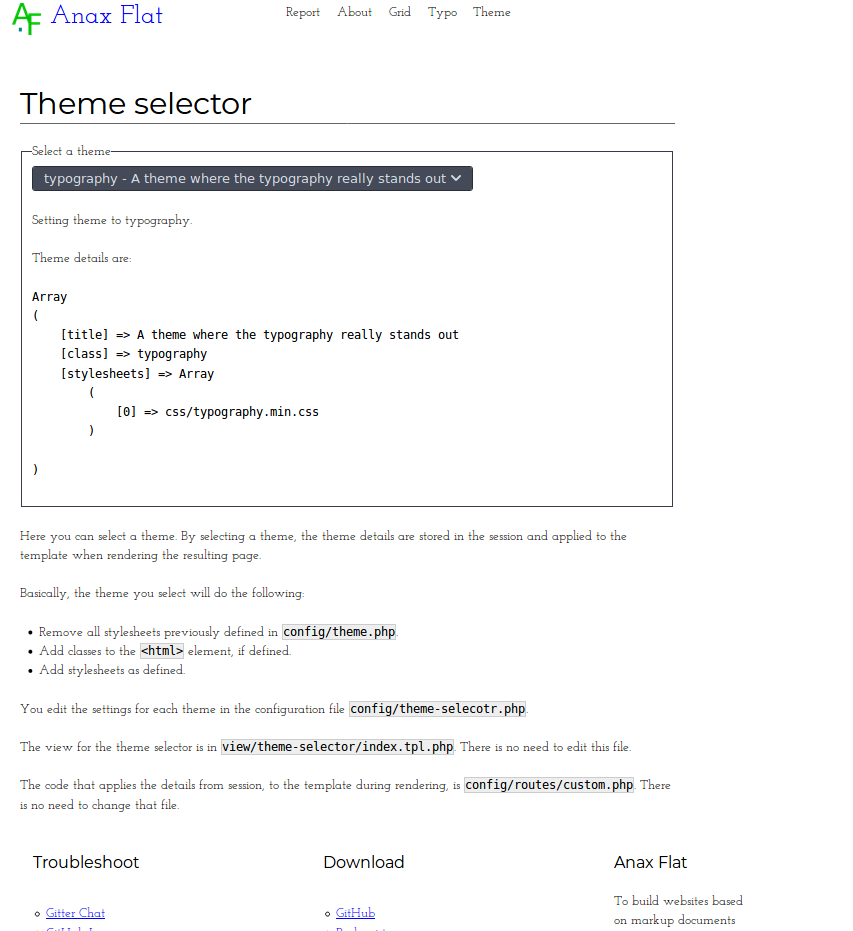 Anax Flat
Report About Grid Typo Theme
Theme selector
Select a theme
typography - A theme where the typography really stands out
Setting theme to typography.
Theme details are:
Array
(
    [title] => A theme where the typography really stands out
    [class] => typography
    [stylesheets] => Array
        (
            [0] => css/typography.min.css
        )
)
Here you can select a theme. By selecting a theme, the theme details are stored in the session and applied to the
template when rendering the resulting page.
Basically, the theme you select will do the following:
• Remove all stylesheets previously defined in config/theme.php.
• Add classes to the <html> element, if defined.
• Add stylesheets as defined.
You edit the settings for each theme in the configuration file config/theme-selecotr.php.
The view for the theme selector is in view/theme-selector/index.tpl.php. There is no need to edit this file.
The code that applies the details from session, to the template during rendering, is config/routes/custom.php. There
is no need to change that file.
Troubleshoot
Gitter Chat
Download
GitHub
Anax Flat
To build websites based
on markup documents